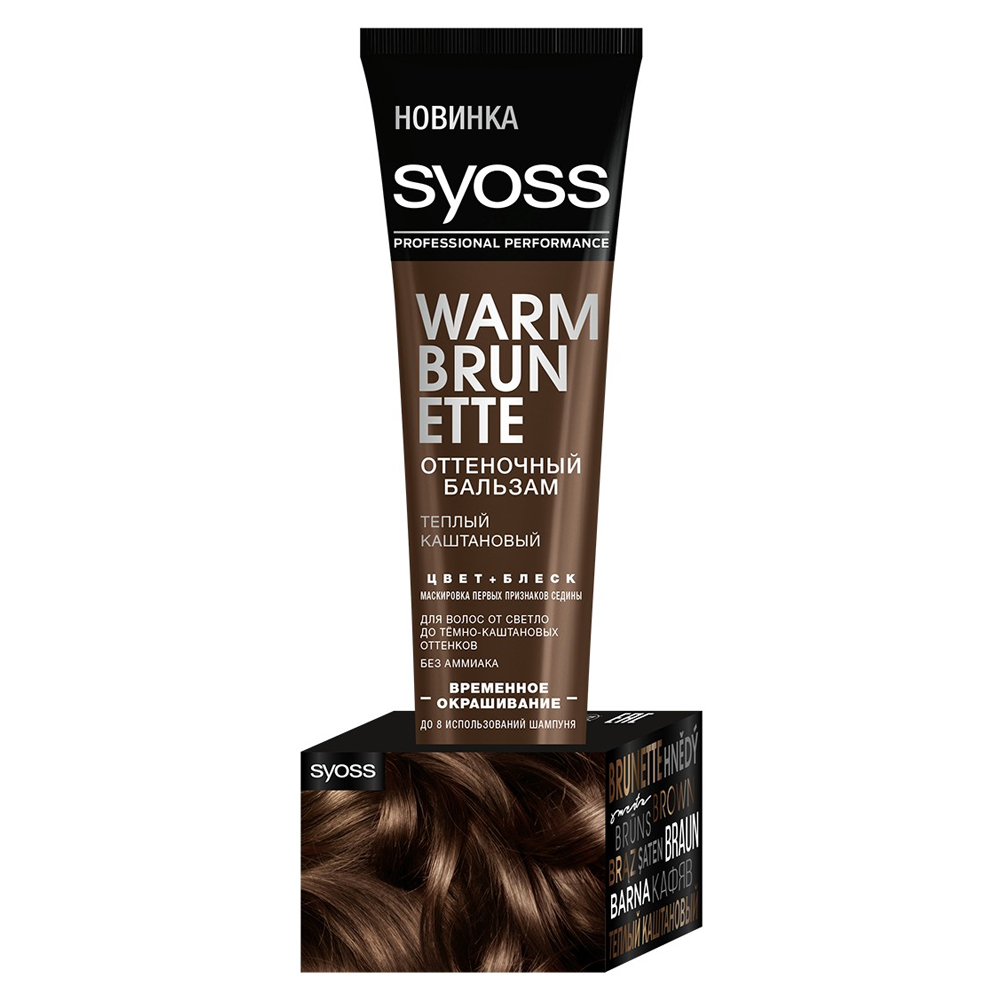 НОВИНКА
syoss
PROFESSIONAL PERFORMANCE
WARM
BRUN
ETTE
ОТТЕНОЧНЫЙ
БАЛЬЗАМ
ТЕПЛЫЙ
КАШТАНОВЫЙ
ЦВЕТ+БЛЕСК
МАСКИРОВКА ПЕРВЫХ ПРИЗНАКОВ СЕДИНЫ
ДЛЯ ВОЛОС ОТ СВЕТЛО
ДО ТЁМНО-КАШТАНОВЫХ
ОТТЕНКОВ
БЕЗ АММИАКА
– ВРЕМЕННОЕ –
ОКРАШИВАНИЕ
ДО 8 ИСПОЛЬЗОВАНИЙ ШАМПУНЯ
syoss
BRUNETTE HNĚDÝ
BROWN
BRŪNS
BRAZ ŞATEN BRAUN
BARNA КАФЯВ
ТЕПЛЫЙ КАШТАНОВЫЙ